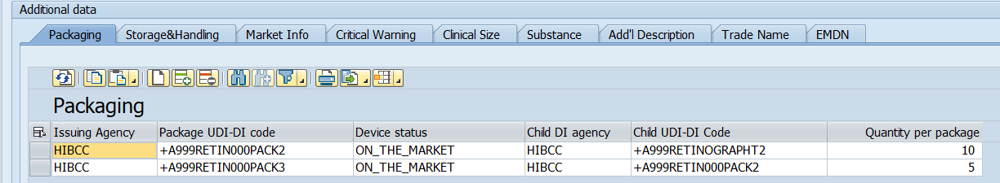 Additional data
Packaging Storage&Handling Market Info Critical Warning Clinical Size Substance Add'l Description Trade Name EMDN
Packaging
Issuing Agency Package UDI-DI code Device status Child DI agency Child UDI-DI Code Quantity per package
HIBCC +A999RETIN000PACK2 ON_THE_MARKET HIBCC +A999RETINOGRAPHT2 10
HIBCC +A999RETIN000PACK3 ON_THE_MARKET HIBCC +A999RETIN000PACK2 5